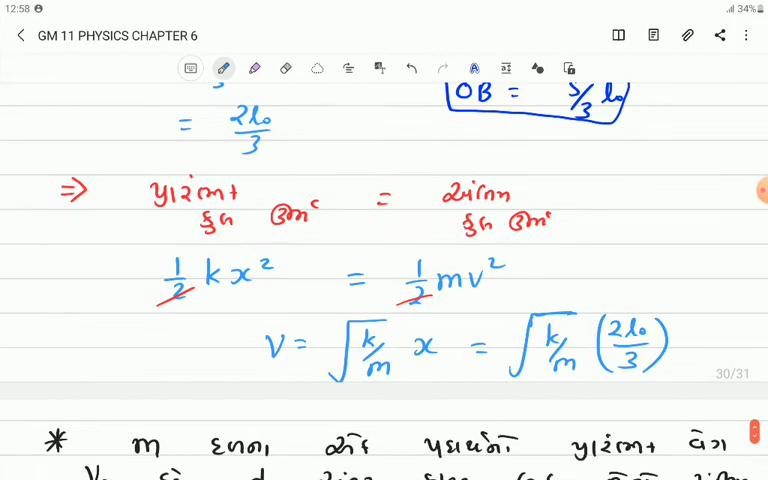 12:58 34%
GM 11 PHYSICS CHAPTER 6
= 2l₀/3
OB = 5/3 l₀
⇒ પ્રારંભિક = અંતિમ
કુલ ઊર્જા કુલ ઊર્જા
1/2 kx² = 1/2 mv²
V = √(k/m) x = √(k/m) (2l₀/3)
30/31
* m દળના કોઈ પદાર્થનો પ્રારંભિક વેગ